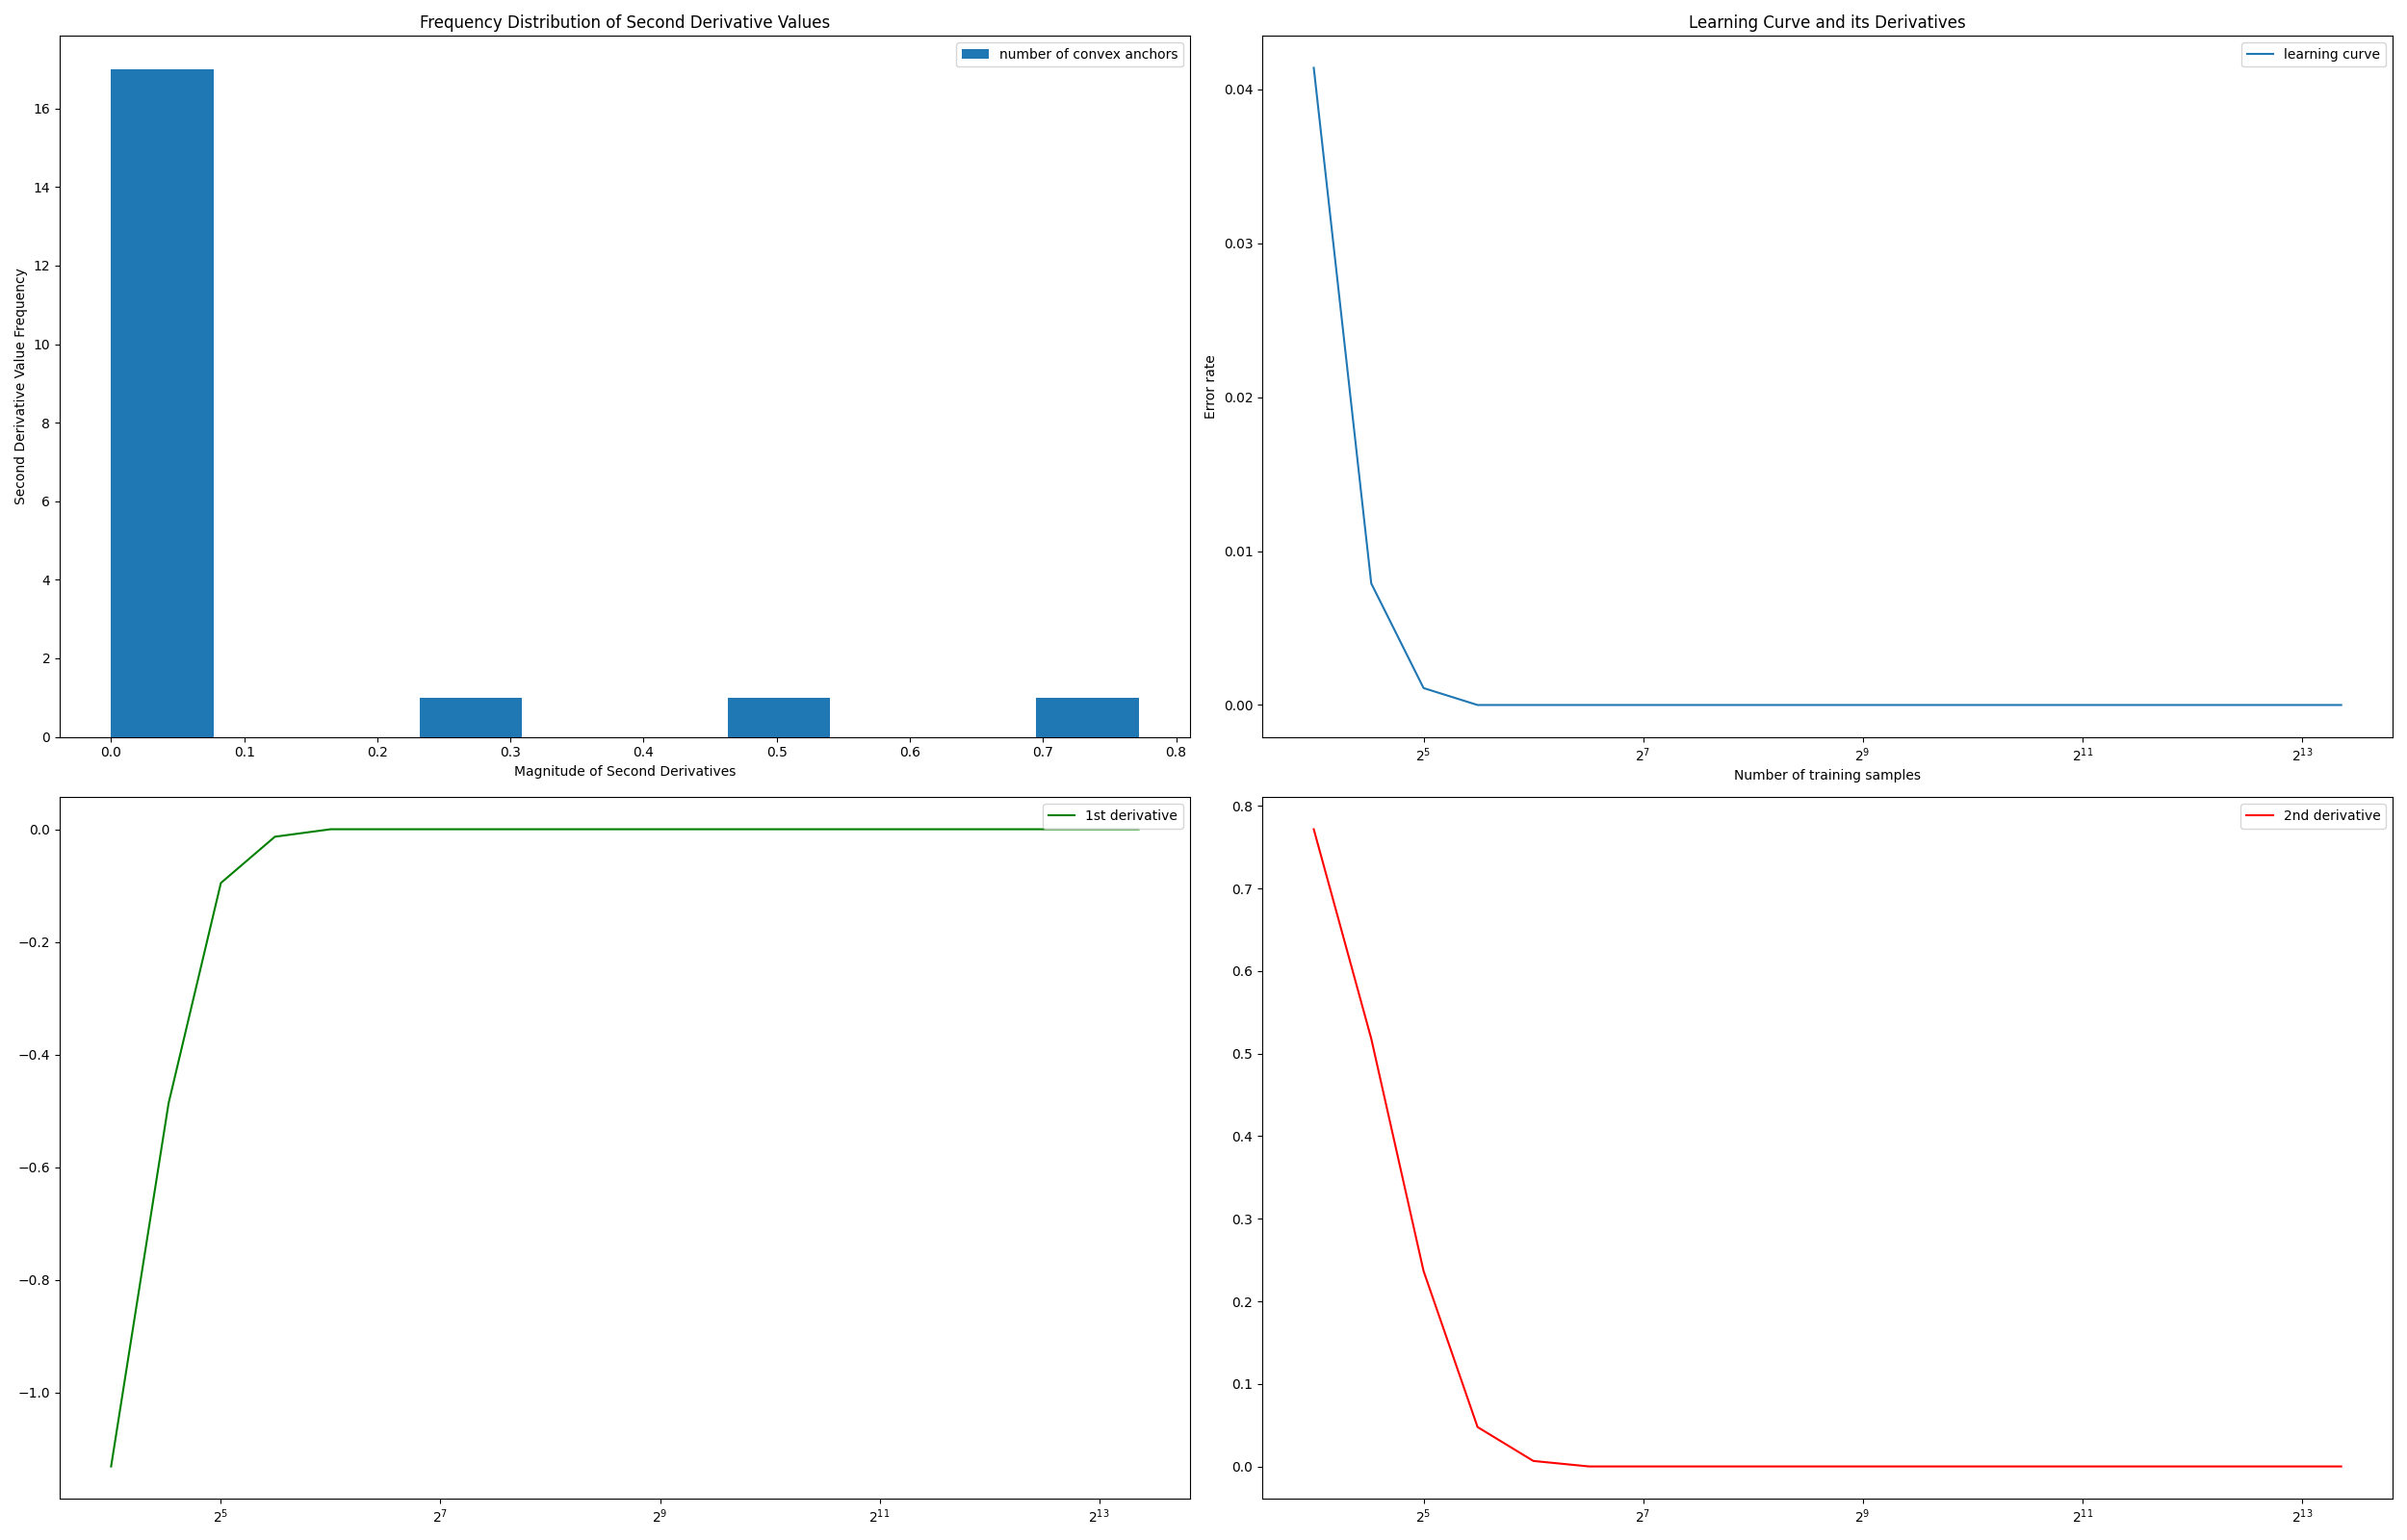 Frequency Distribution of Second Derivative Values
number of convex anchors
16
14
12
10
8
6
4
2
0
Second Derivative Value Frequency
0.0 0.1 0.2 0.3 0.4 0.5 0.6 0.7 0.8
Magnitude of Second Derivatives
Learning Curve and its Derivatives
learning curve
0.04
0.03
0.02
0.01
0.00
Error rate
2^5 2^7 2^9 2^11 2^13
Number of training samples
1st derivative
0.0
−0.2
−0.4
−0.6
−0.8
−1.0
2^5 2^7 2^9 2^11 2^13
2nd derivative
0.8
0.7
0.6
0.5
0.4
0.3
0.2
0.1
0.0
2^5 2^7 2^9 2^11 2^13